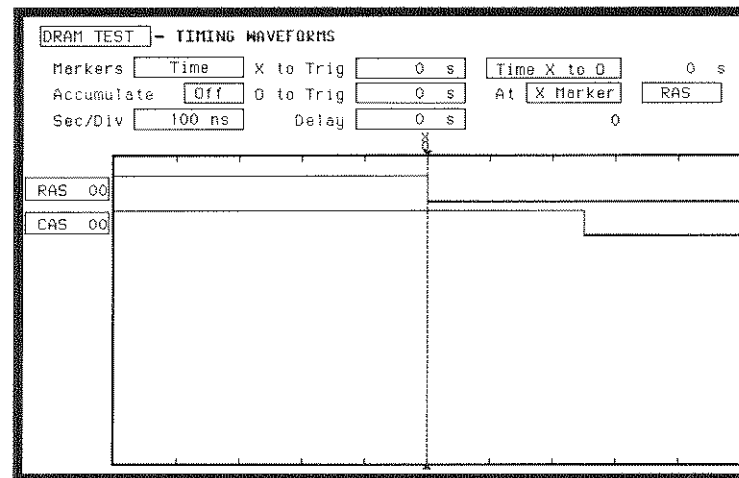 DRAM TEST - TIMING WAVEFORMS
Markers Time X to Trig 0 s Time X to O 0 s
Accumulate Off O to Trig 0 s At X Marker RAS
Sec/Div 100 ns Delay 0 s 0
X
O
RAS 00
CAS 00